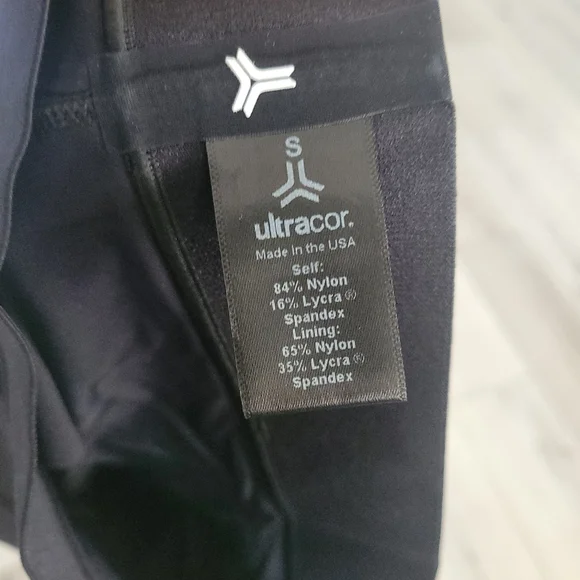 S
ultracor.
Made in the USA
Self:
84% Nylon
16% Lycra®
Spandex
Lining:
65% Nylon
35% Lycra®
Spandex